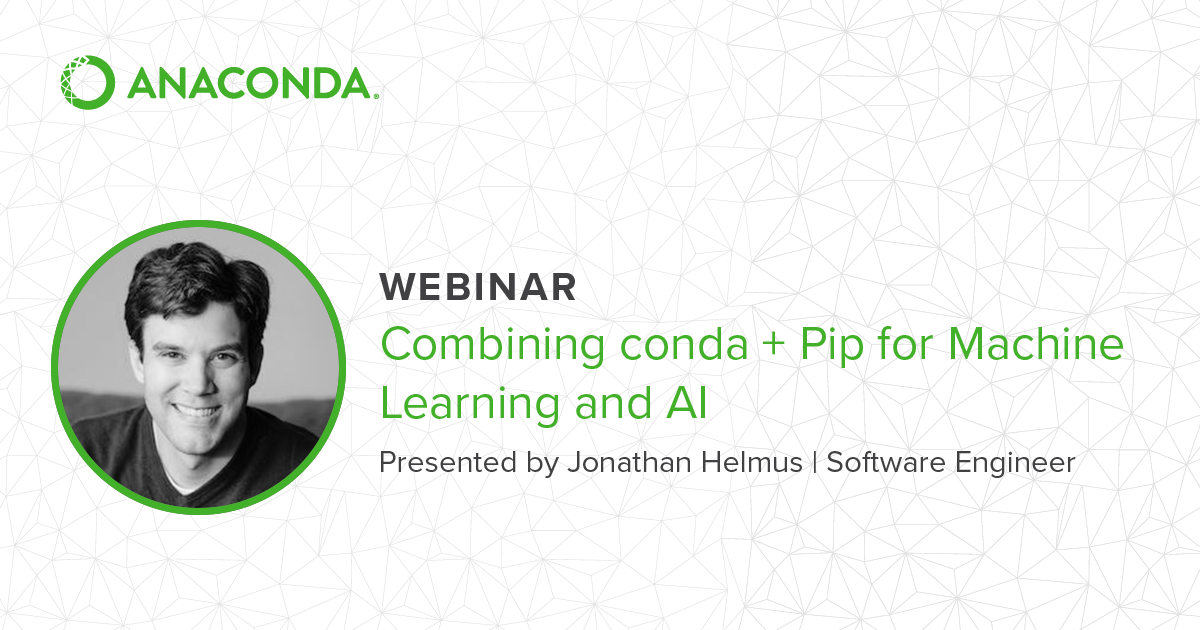 ANACONDA®
WEBINAR
Combining conda + Pip for Machine
Learning and AI
Presented by Jonathan Helmus | Software Engineer